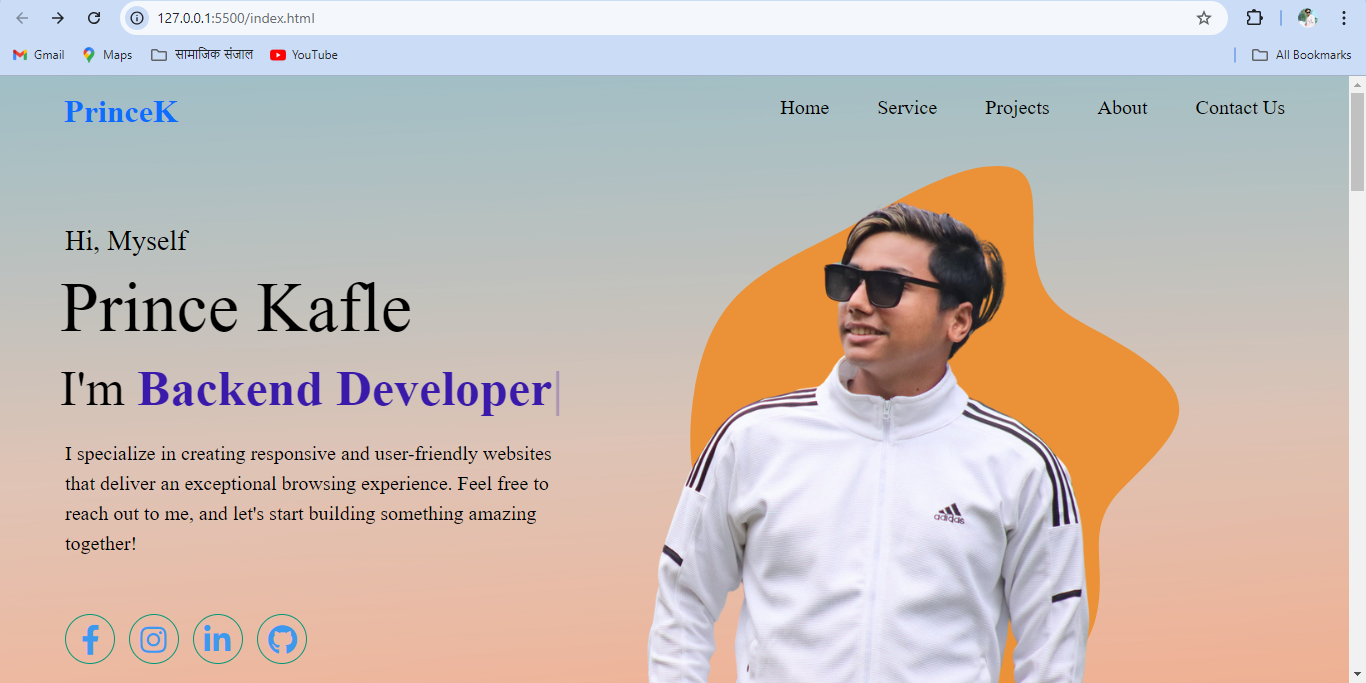 127.0.0.1:5500/index.html
Gmail Maps सामाजिक संजाल YouTube All Bookmarks
PrinceK Home Service Projects About Contact Us
Hi, Myself
Prince Kafle
I'm Backend Developer|
I specialize in creating responsive and user-friendly websites
that deliver an exceptional browsing experience. Feel free to
reach out to me, and let's start building something amazing
together!
adidas